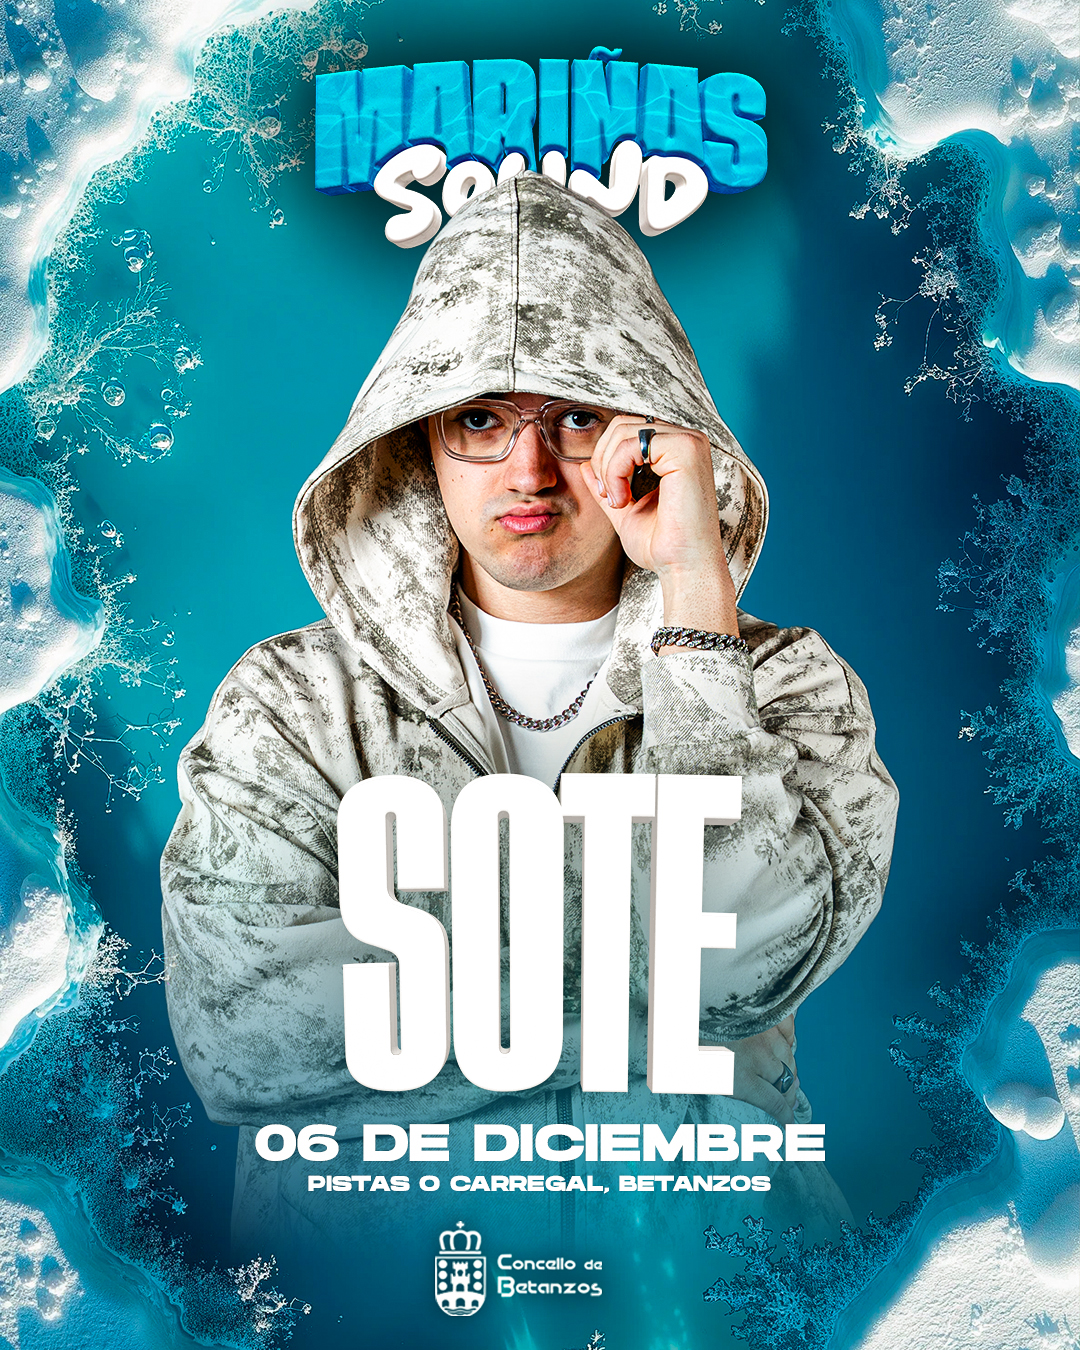 MARIÑAS
SOUND
SOTE
06 DE DICIEMBRE
PISTAS O CARREGAL, BETANZOS
Concello de
Betanzos